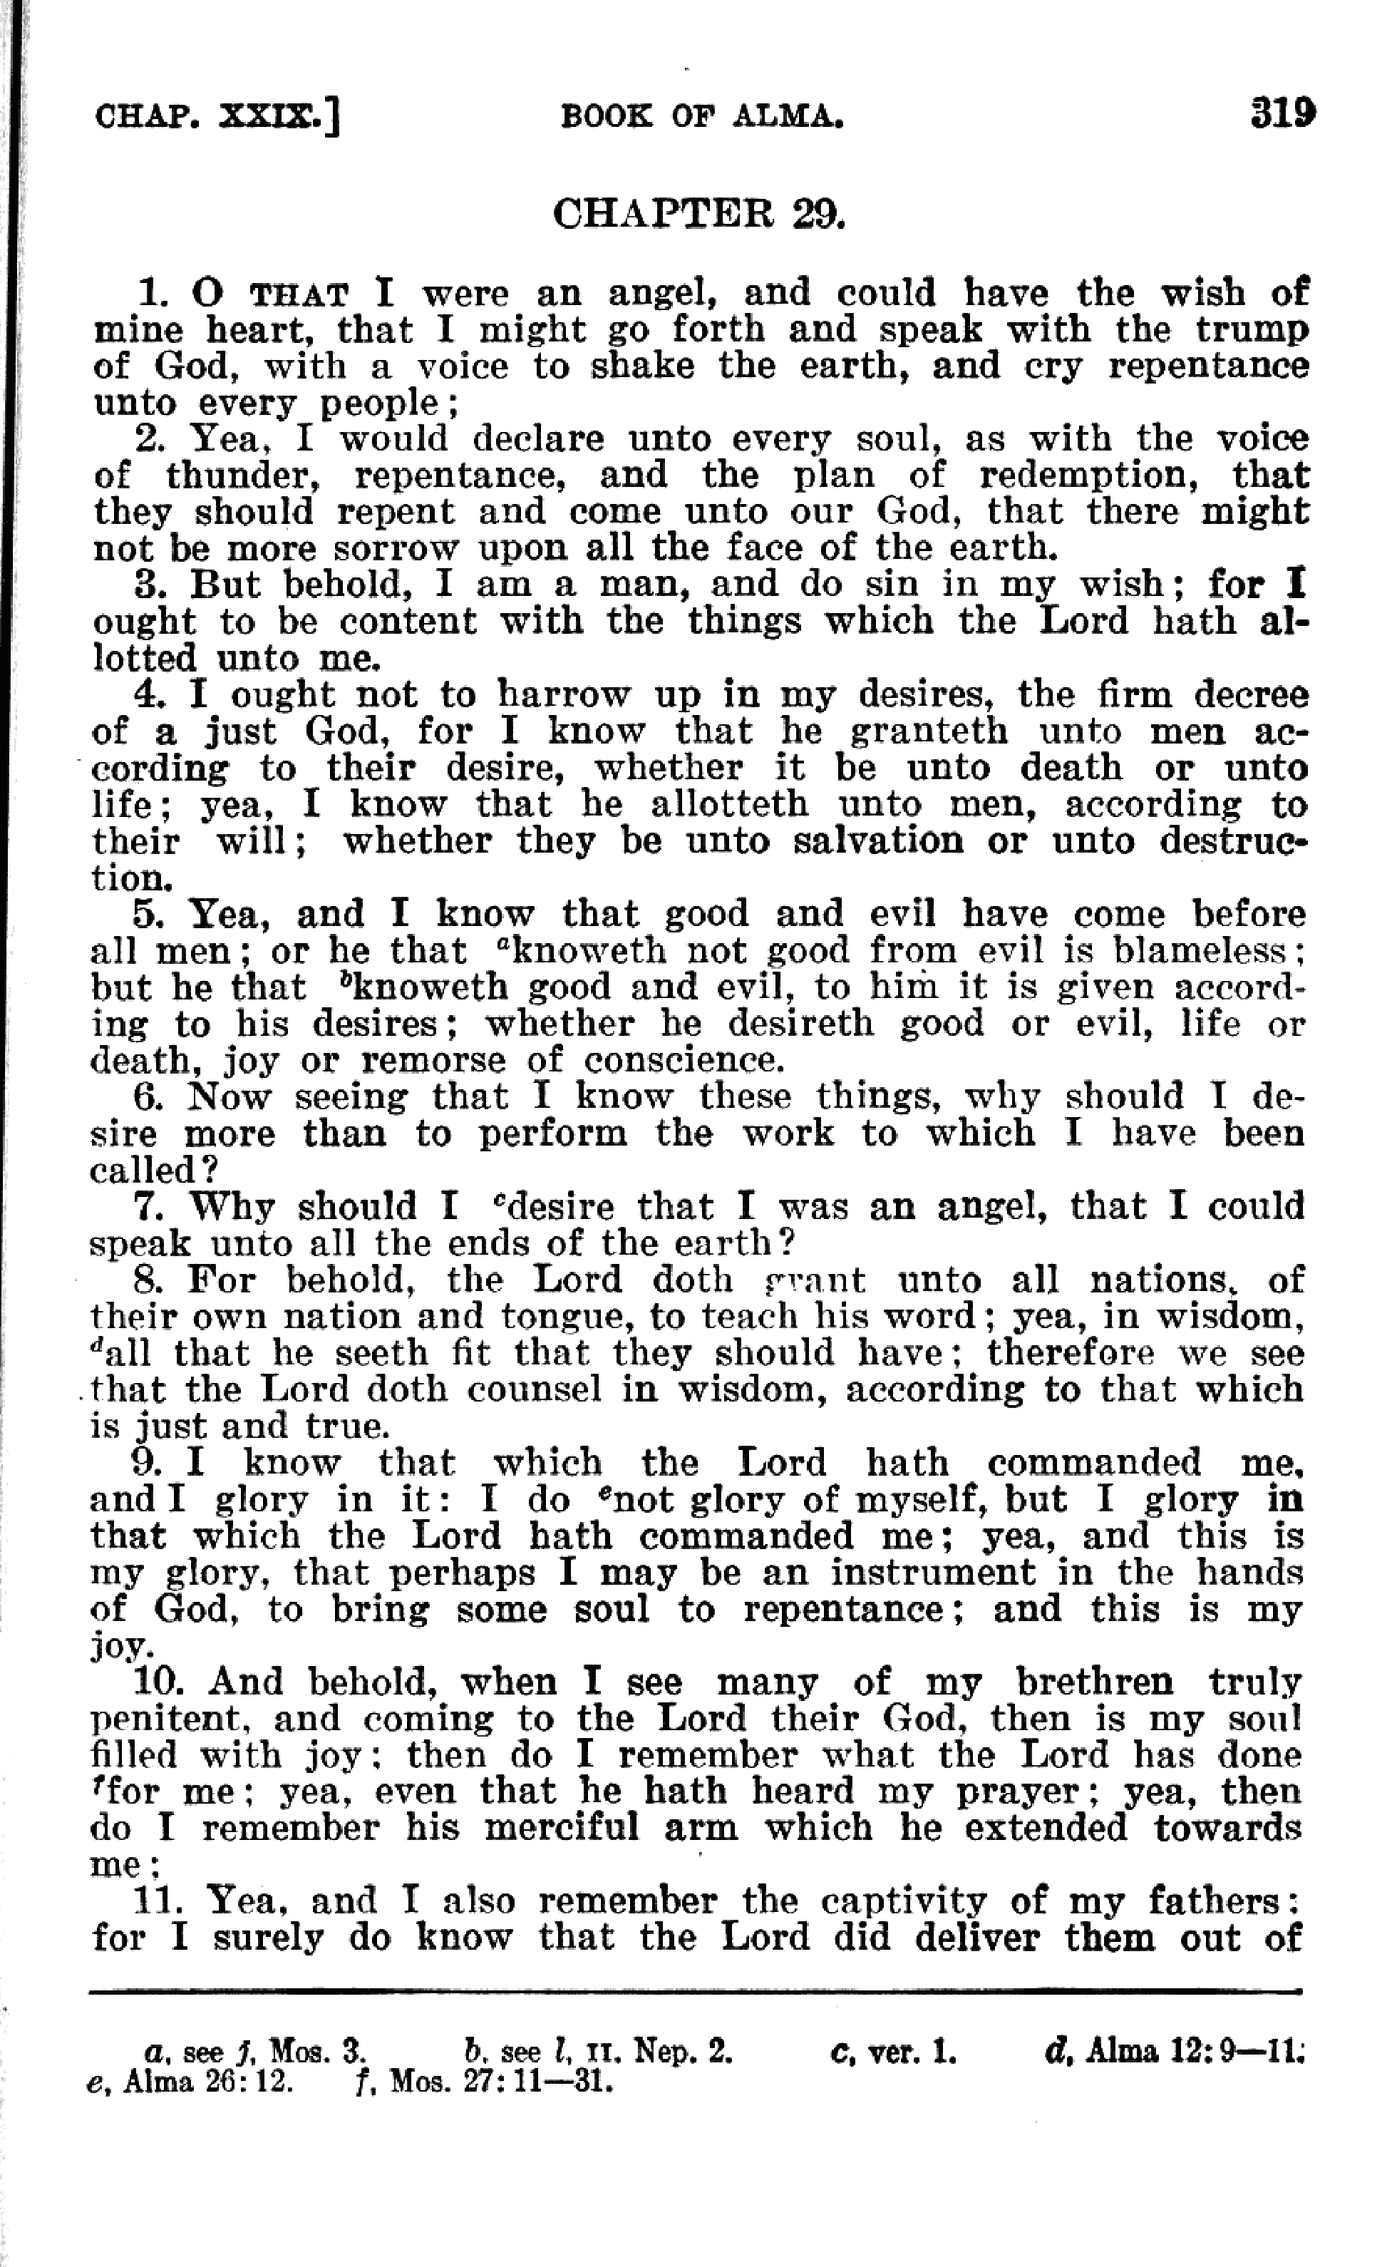 CHAP. XXIX.] BOOK OF ALMA. 319
CHAPTER 29.
1. O THAT I were an angel, and could have the wish of
mine heart, that I might go forth and speak with the trump
of God, with a voice to shake the earth, and cry repentance
unto every people;
2. Yea, I would declare unto every soul, as with the voice
of thunder, repentance, and the plan of redemption, that
they should repent and come unto our God, that there might
not be more sorrow upon all the face of the earth.
3. But behold, I am a man, and do sin in my wish; for I
ought to be content with the things which the Lord hath al-
lotted unto me.
4. I ought not to harrow up in my desires, the firm decree
of a just God, for I know that he granteth unto men ac-
cording to their desire, whether it be unto death or unto
life; yea, I know that he allotteth unto men, according to
their will; whether they be unto salvation or unto destruc-
tion.
5. Yea, and I know that good and evil have come before
all men; or he that ᵃknoweth not good from evil is blameless;
but he that ᵇknoweth good and evil, to him it is given accord-
ing to his desires; whether he desireth good or evil, life or
death, joy or remorse of conscience.
6. Now seeing that I know these things, why should I de-
sire more than to perform the work to which I have been
called?
7. Why should I ᶜdesire that I was an angel, that I could
speak unto all the ends of the earth?
8. For behold, the Lord doth grant unto all nations, of
their own nation and tongue, to teach his word; yea, in wisdom,
ᵈall that he seeth fit that they should have; therefore we see
that the Lord doth counsel in wisdom, according to that which
is just and true.
9. I know that which the Lord hath commanded me,
and I glory in it: I do ᵉnot glory of myself, but I glory in
that which the Lord hath commanded me; yea, and this is
my glory, that perhaps I may be an instrument in the hands
of God, to bring some soul to repentance; and this is my
joy.
10. And behold, when I see many of my brethren truly
penitent, and coming to the Lord their God, then is my soul
filled with joy; then do I remember what the Lord has done
ᶠfor me; yea, even that he hath heard my prayer; yea, then
do I remember his merciful arm which he extended towards
me;
11. Yea, and I also remember the captivity of my fathers:
for I surely do know that the Lord did deliver them out of
a, see j, Mos. 3. b, see l, II. Nep. 2. c, ver. 1. d, Alma 12:9—11.
e, Alma 26:12. f, Mos. 27:11—31.